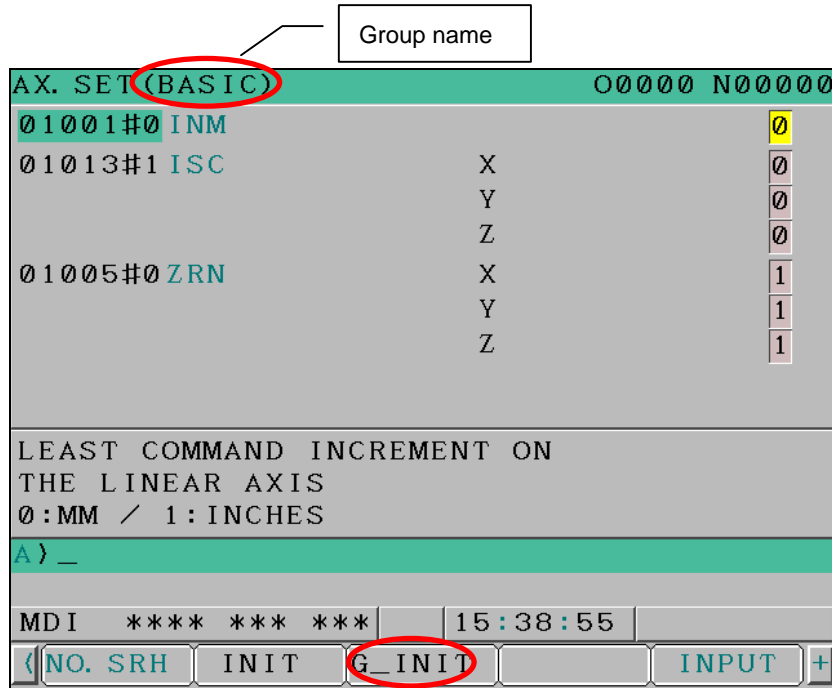 Group name
AX. SET(BASIC) O0000 N00000
01001#0 INM 0
01013#1 ISC X 0
Y 0
Z 0
01005#0 ZRN X 1
Y 1
Z 1
LEAST COMMAND INCREMENT ON
THE LINEAR AXIS
0:MM / 1:INCHES
A)_
MDI **** *** *** 15:38:55
( NO. SRH INIT G_INIT INPUT +